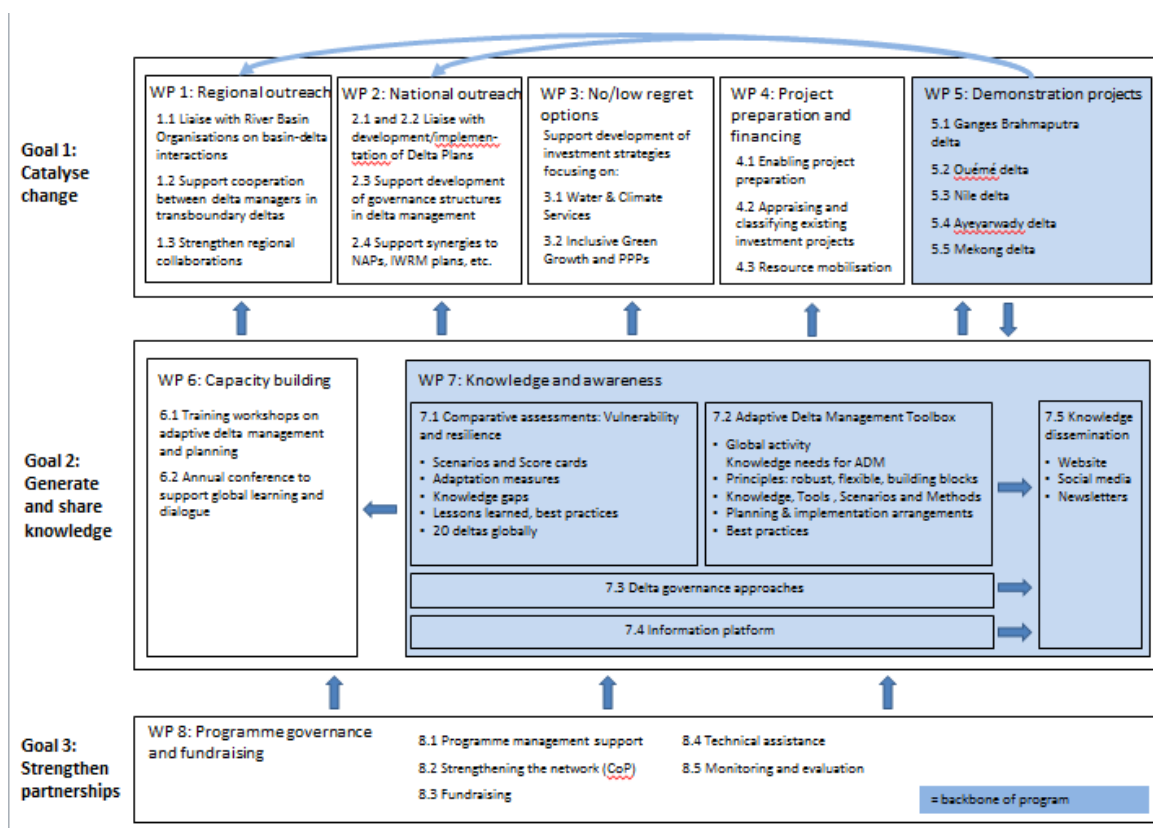 Goal 1:
Catalyse
change
WP 1: Regional outreach
1.1 Liaise with River Basin
Organisations on basin-delta
interactions
1.2 Support cooperation
between delta managers in
transboundary deltas
1.3 Strengthen regional
collaborations
WP 2: National outreach
2.1 and 2.2 Liaise with
development/implemen-
tation of Delta Plans
2.3 Support development
of governance structures
in delta management
2.4 Support synergies to
NAPs, IWRM plans, etc.
WP 3: No/low regret
options
Support development of
investment strategies
focusing on:
3.1 Water & Climate
Services
3.2 Inclusive Green
Growth and PPPs
WP 4: Project
preparation and
financing
4.1 Enabling project
preparation
4.2 Appraising and
classifying existing
investment projects
4.3 Resource mobilisation
WP 5: Demonstration projects
5.1 Ganges Brahmaputra
delta
5.2 Ouémé delta
5.3 Nile delta
5.4 Ayeyarwady delta
5.5 Mekong delta
Goal 2:
Generate
and share
knowledge
WP 6: Capacity building
6.1 Training workshops on
adaptive delta management
and planning
6.2 Annual conference to
support global learning and
dialogue
WP 7: Knowledge and awareness
7.1 Comparative assessments: Vulnerability
and resilience
• Scenarios and Score cards
• Adaptation measures
• Knowledge gaps
• Lessons learned, best practices
• 20 deltas globally
7.2 Adaptive Delta Management Toolbox
• Global activity
Knowledge needs for ADM
• Principles: robust, flexible, building blocks
• Knowledge, Tools , Scenarios and Methods
• Planning & implementation arrangements
• Best practices
7.5 Knowledge
dissemination
• Website
• Social media
• Newsletters
7.3 Delta governance approaches
7.4 Information platform
Goal 3:
Strengthen
partnerships
WP 8: Programme governance
and fundraising
8.1 Programme management support
8.2 Strengthening the network (CoP)
8.3 Fundraising
8.4 Technical assistance
8.5 Monitoring and evaluation
= backbone of program